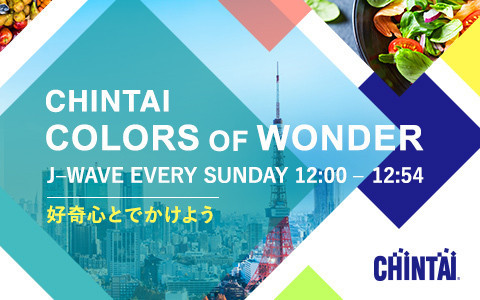 CHINTAI
COLORS OF WONDER
J-WAVE EVERY SUNDAY 12:00 – 12:54
好奇心とでかけよう
CHINTAI